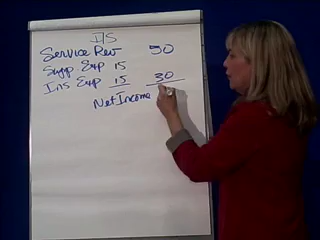 I/S
Service Rev 50
Supp Exp 15
Ins Exp 15 30
Net Income